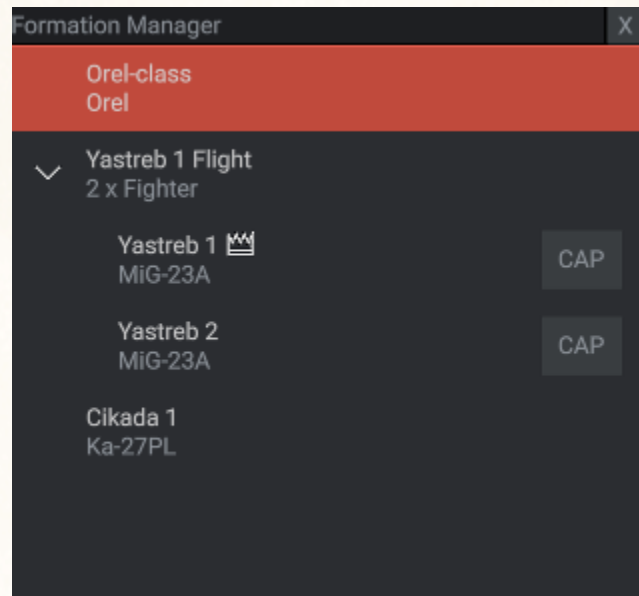 Formation Manager X
Orel-class
Orel
Yastreb 1 Flight
2 x Fighter
Yastreb 1
MiG-23A
CAP
Yastreb 2
MiG-23A
CAP
Cikada 1
Ka-27PL